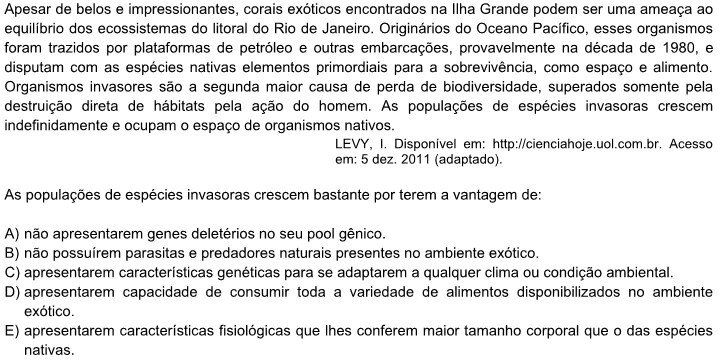 Apesar de belos e impressionantes, corais exóticos encontrados na Ilha Grande podem ser uma ameaça ao
equilíbrio dos ecossistemas do litoral do Rio de Janeiro. Originários do Oceano Pacífico, esses organismos
foram trazidos por plataformas de petróleo e outras embarcações, provavelmente na década de 1980, e
disputam com as espécies nativas elementos primordiais para a sobrevivência, como espaço e alimento.
Organismos invasores são a segunda maior causa de perda de biodiversidade, superados somente pela
destruição direta de hábitats pela ação do homem. As populações de espécies invasoras crescem
indefinidamente e ocupam o espaço de organismos nativos.
LEVY, I. Disponível em: http://cienciahoje.uol.com.br. Acesso
em: 5 dez. 2011 (adaptado).
As populações de espécies invasoras crescem bastante por terem a vantagem de:
A) não apresentarem genes deletérios no seu pool gênico.
B) não possuírem parasitas e predadores naturais presentes no ambiente exótico.
C) apresentarem características genéticas para se adaptarem a qualquer clima ou condição ambiental.
D) apresentarem capacidade de consumir toda a variedade de alimentos disponibilizados no ambiente
exótico.
E) apresentarem características fisiológicas que lhes conferem maior tamanho corporal que o das espécies
nativas.